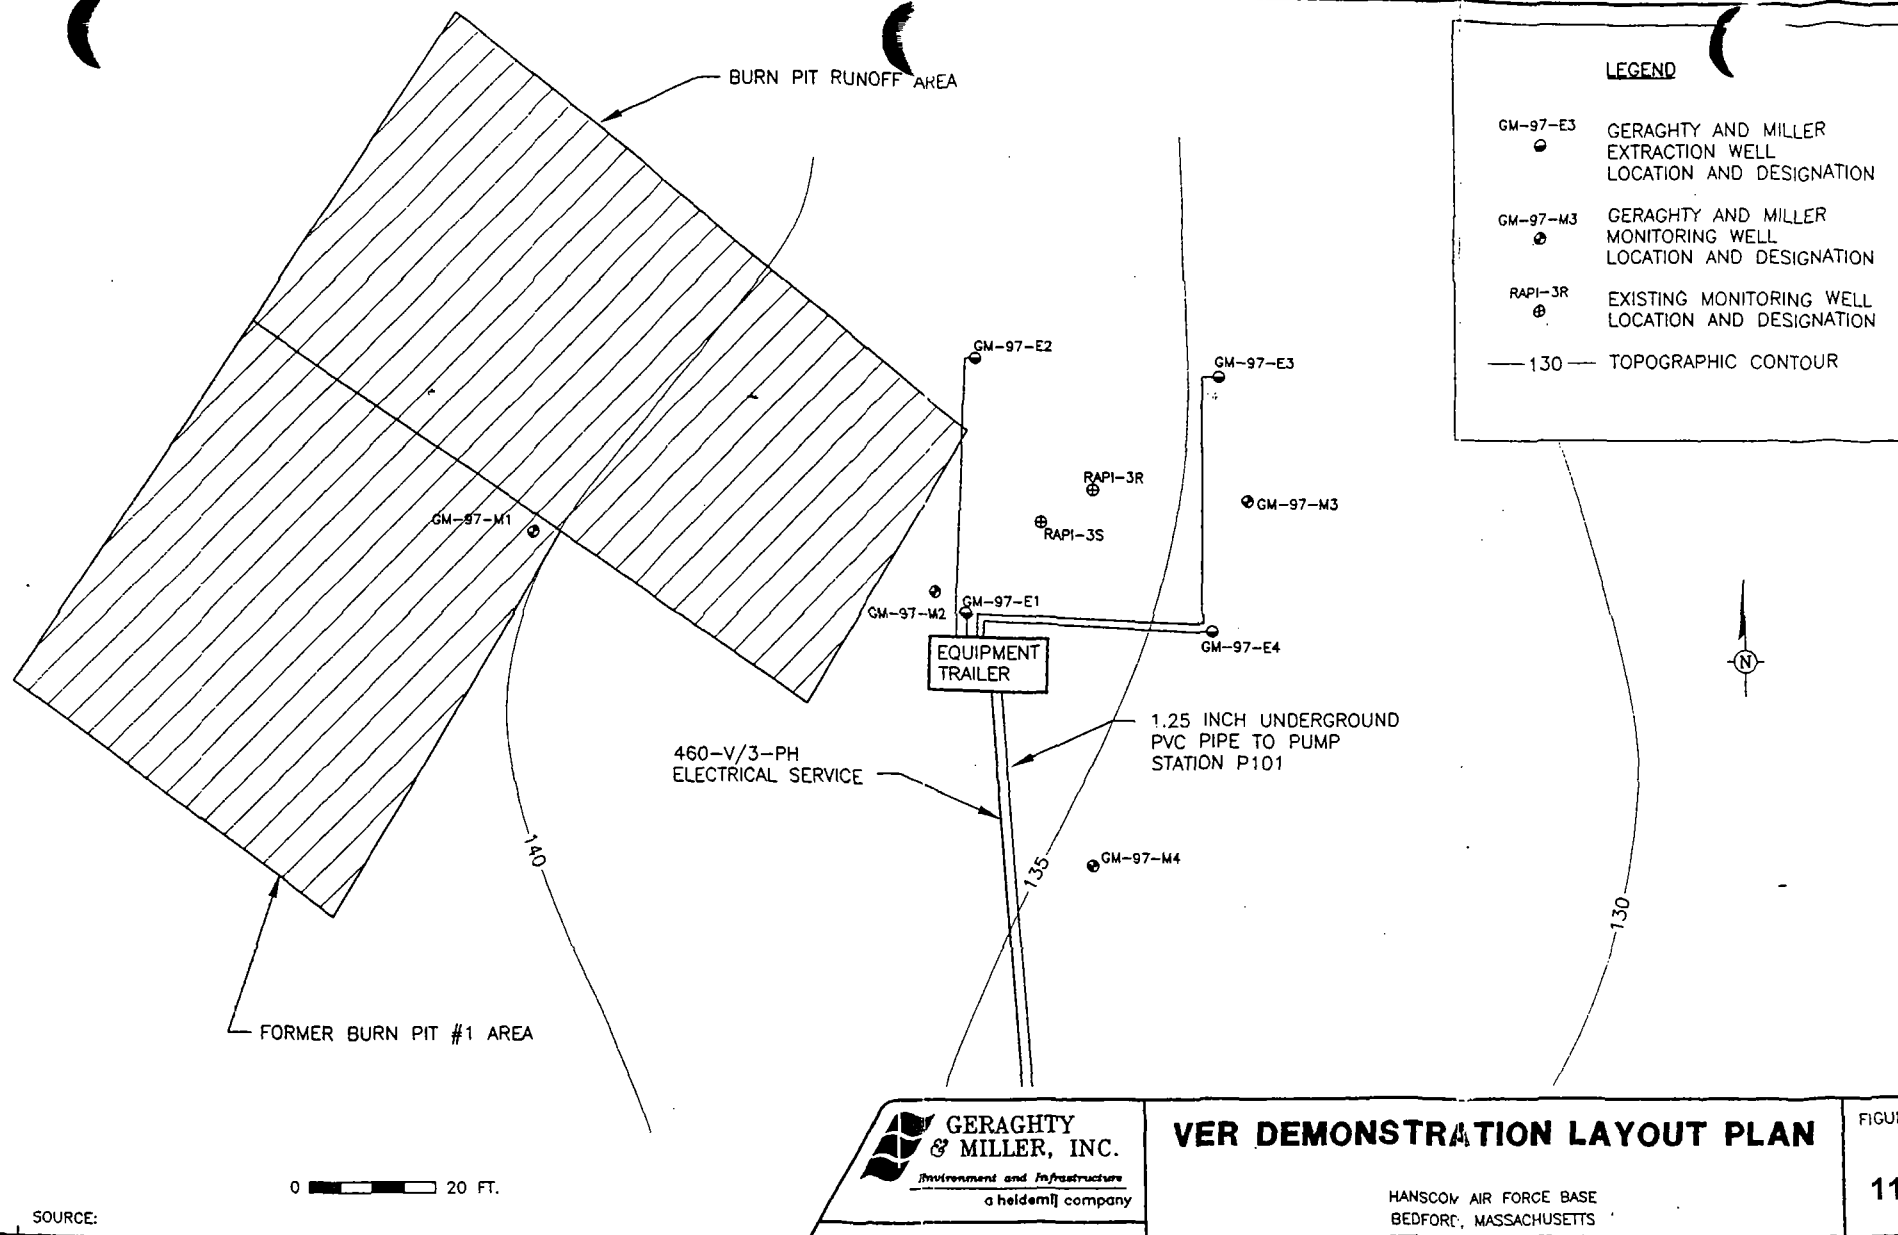 BURN PIT RUNOFF AREA
LEGEND
GM-97-E3
GERAGHTY AND MILLER
EXTRACTION WELL
LOCATION AND DESIGNATION
GM-97-M3
GERAGHTY AND MILLER
MONITORING WELL
LOCATION AND DESIGNATION
RAPI-3R
EXISTING MONITORING WELL
LOCATION AND DESIGNATION
130
TOPOGRAPHIC CONTOUR
GM-97-E2
GM-97-E3
RAPI-3R
GM-97-M3
GM-97-M1
RAPI-3S
GM-97-E1
GM-97-M2
GM-97-E4
EQUIPMENT
TRAILER
N
1.25 INCH UNDERGROUND
PVC PIPE TO PUMP
STATION P101
460-V/3-PH
ELECTRICAL SERVICE
140
135
GM-97-M4
130
FORMER BURN PIT #1 AREA
0
20 FT.
SOURCE:
GERAGHTY
& MILLER, INC.
Environment and Infrastructure
a heidemij company
VER DEMONSTRATION LAYOUT PLAN
HANSCOM AIR FORCE BASE
BEDFORD, MASSACHUSETTS
FIGU
11